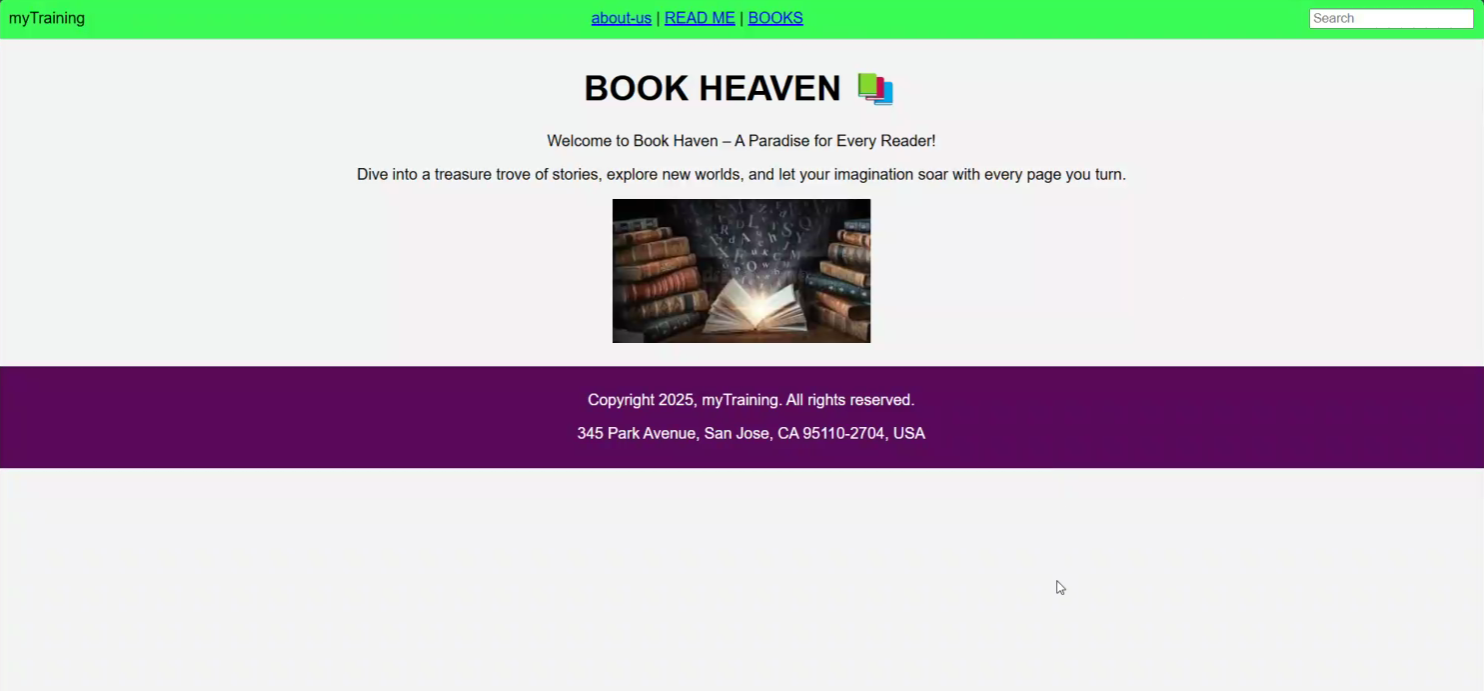 myTraining about-us | READ ME | BOOKS Search
BOOK HEAVEN
Welcome to Book Haven – A Paradise for Every Reader!
Dive into a treasure trove of stories, explore new worlds, and let your imagination soar with every page you turn.
Copyright 2025, myTraining. All rights reserved.
345 Park Avenue, San Jose, CA 95110-2704, USA